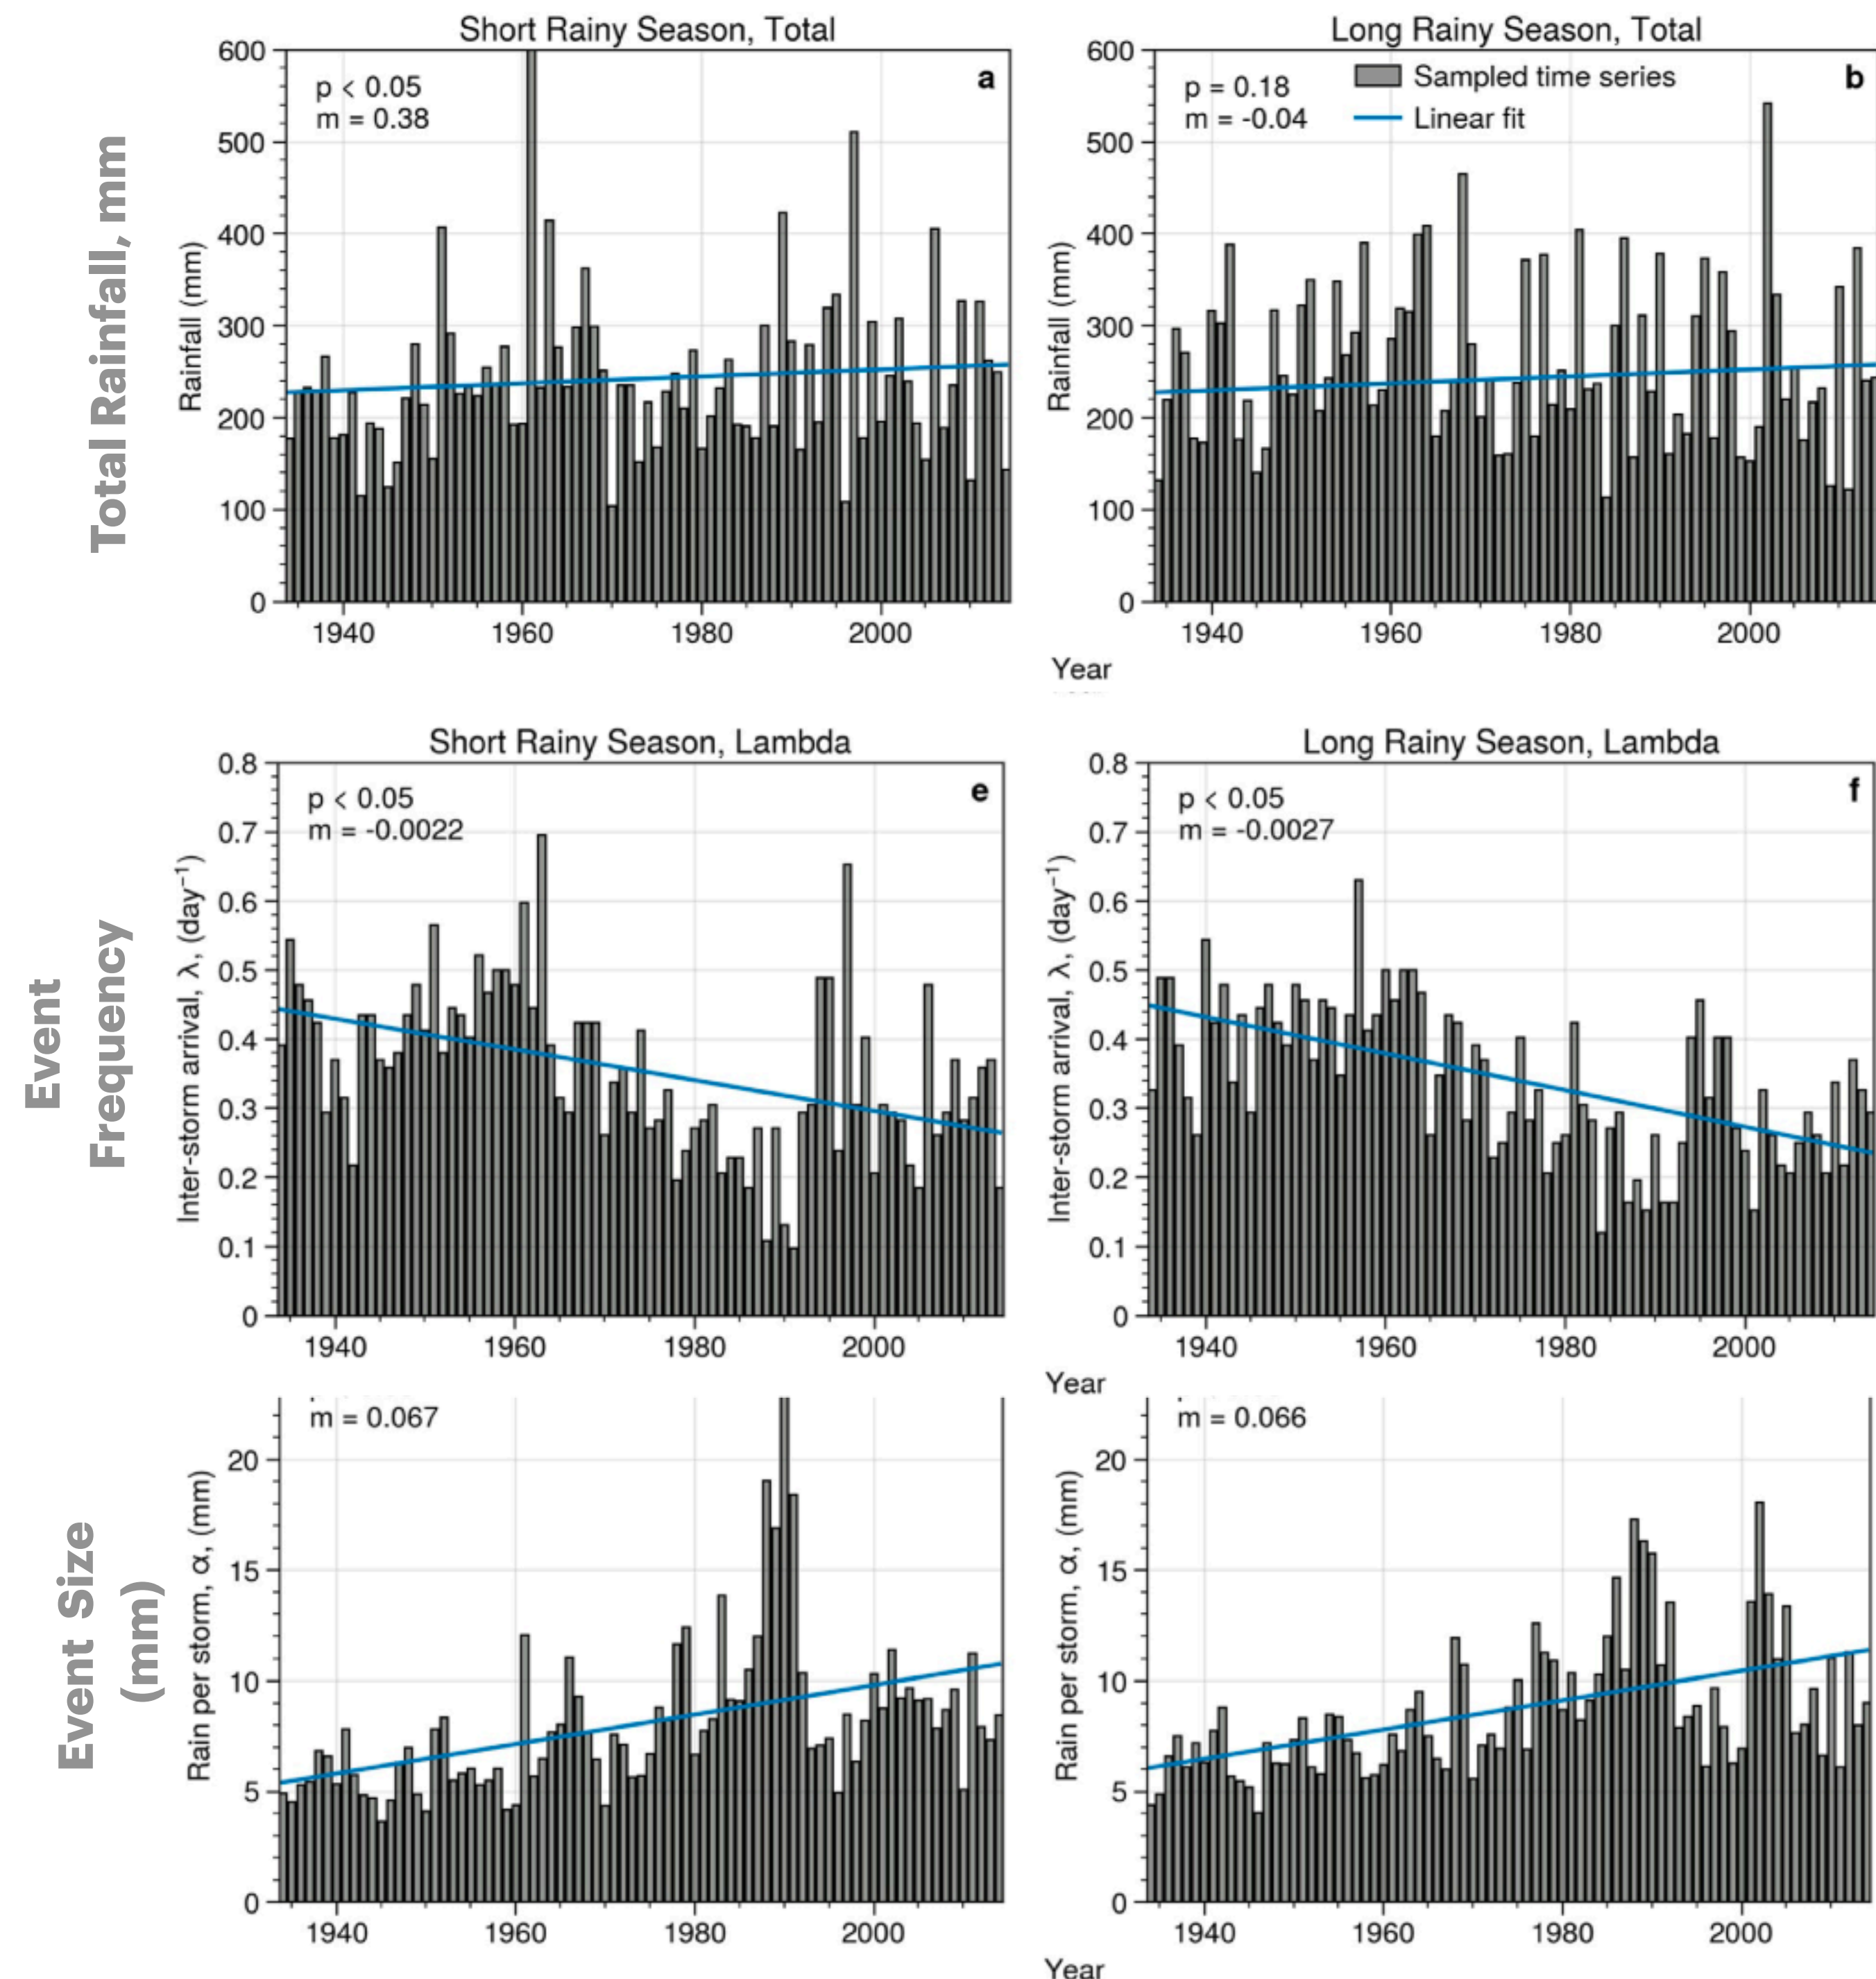 Short Rainy Season, Total
Long Rainy Season, Total
Total Rainfall, mm
Rainfall (mm)
600
500
400
300
200
100
0
p < 0.05
m = 0.38
a
1940
1960
1980
2000
Rainfall (mm)
600
500
400
300
200
100
0
p = 0.18
m = -0.04
Sampled time series
Linear fit
b
1940
1960
1980
2000
Year
Short Rainy Season, Lambda
Long Rainy Season, Lambda
Event
Frequency
Inter-storm arrival, λ, (day⁻¹)
0.8
0.7
0.6
0.5
0.4
0.3
0.2
0.1
0
p < 0.05
m = -0.0022
e
1940
1960
1980
2000
Inter-storm arrival, λ, (day⁻¹)
0.8
0.7
0.6
0.5
0.4
0.3
0.2
0.1
0
p < 0.05
m = -0.0027
f
1940
1960
1980
2000
Year
Event Size
(mm)
Rain per storm, α, (mm)
m = 0.067
20
15
10
5
0
1940
1960
1980
2000
Rain per storm, α, (mm)
m = 0.066
20
15
10
5
0
1940
1960
1980
2000
Year